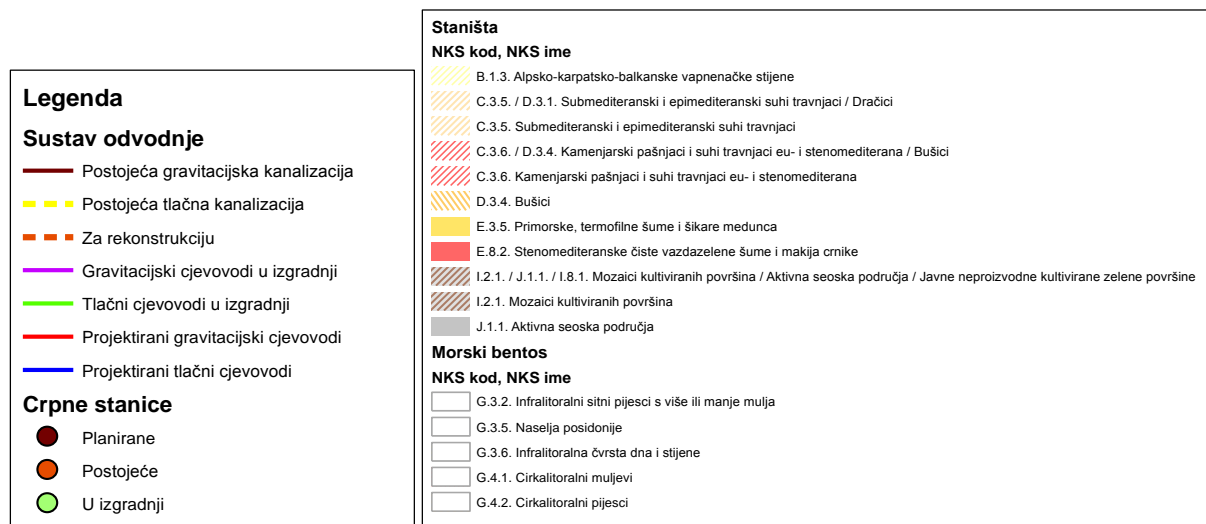 Legenda
Sustav odvodnje
Postojeća gravitacijska kanalizacija
Postojeća tlačna kanalizacija
Za rekonstrukciju
Gravitacijski cjevovodi u izgradnji
Tlačni cjevovodi u izgradnji
Projektirani gravitacijski cjevovodi
Projektirani tlačni cjevovodi
Crpne stanice
Planirane
Postojeće
U izgradnji
Staništa
NKS kod, NKS ime
B.1.3. Alpsko-karpatsko-balkanske vapnenačke stijene
C.3.5. / D.3.1. Submediteranski i epimediteranski suhi travnjaci / Dračici
C.3.5. Submediteranski i epimediteranski suhi travnjaci
C.3.6. / D.3.4. Kamenjarski pašnjaci i suhi travnjaci eu- i stenomediterana / Bušici
C.3.6. Kamenjarski pašnjaci i suhi travnjaci eu- i stenomediterana
D.3.4. Bušici
E.3.5. Primorske, termofilne šume i šikare medunca
E.8.2. Stenomediteranske čiste vazdazelene šume i makija crnike
I.2.1. / J.1.1. / I.8.1. Mozaici kultiviranih površina / Aktivna seoska područja / Javne neproizvodne kultivirane zelene površine
I.2.1. Mozaici kultiviranih površina
J.1.1. Aktivna seoska područja
Morski bentos
NKS kod, NKS ime
G.3.2. Infralitoralni sitni pijesci s više ili manje mulja
G.3.5. Naselja posidonije
G.3.6. Infralitoralna čvrsta dna i stijene
G.4.1. Cirkalitoralni muljevi
G.4.2. Cirkalitoralni pijesci